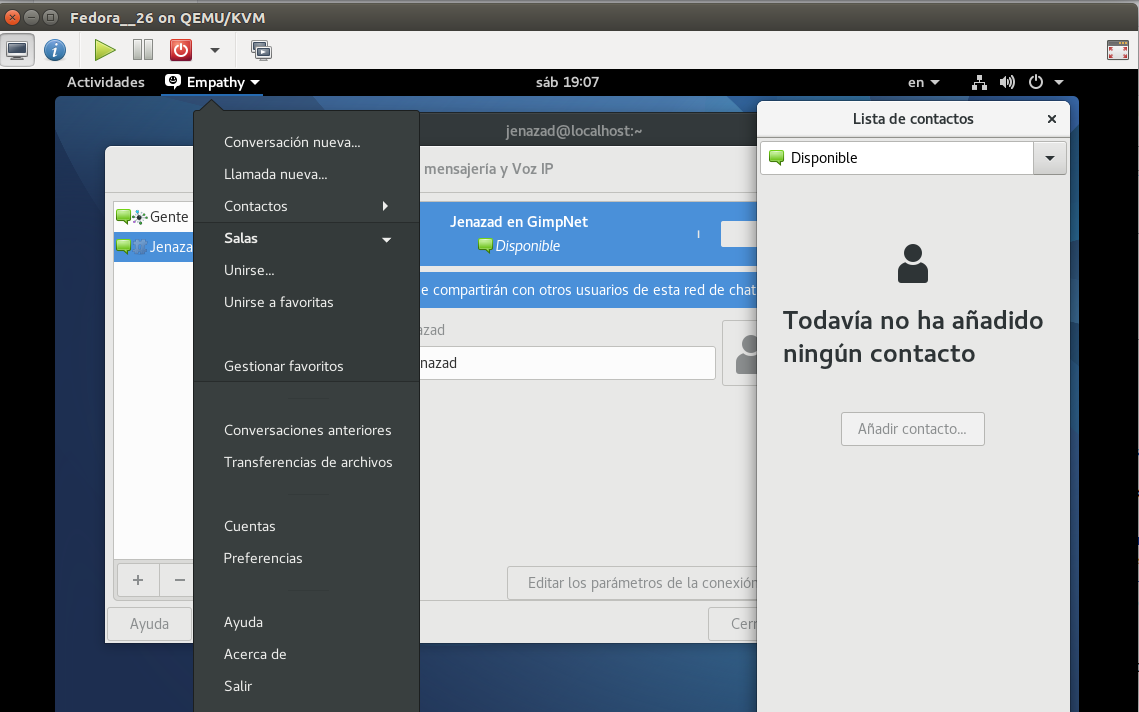 Fedora__26 on QEMU/KVM
Actividades
Empathy
sáb 19:07
en
jenazad@localhost:~
mensajería y Voz IP
Gente
Jenaza
Conversación nueva...
Llamada nueva...
Contactos
Salas
Unirse...
Unirse a favoritas
Gestionar favoritos
Conversaciones anteriores
Transferencias de archivos
Cuentas
Preferencias
Ayuda
Acerca de
Salir
Jenazad en GimpNet
Disponible
e compartirán con otros usuarios de esta red de chat
azad
nazad
Editar los parámetros de la conexión
Ayuda
Cerr
Lista de contactos
Disponible
Todavía no ha añadido
ningún contacto
Añadir contacto...